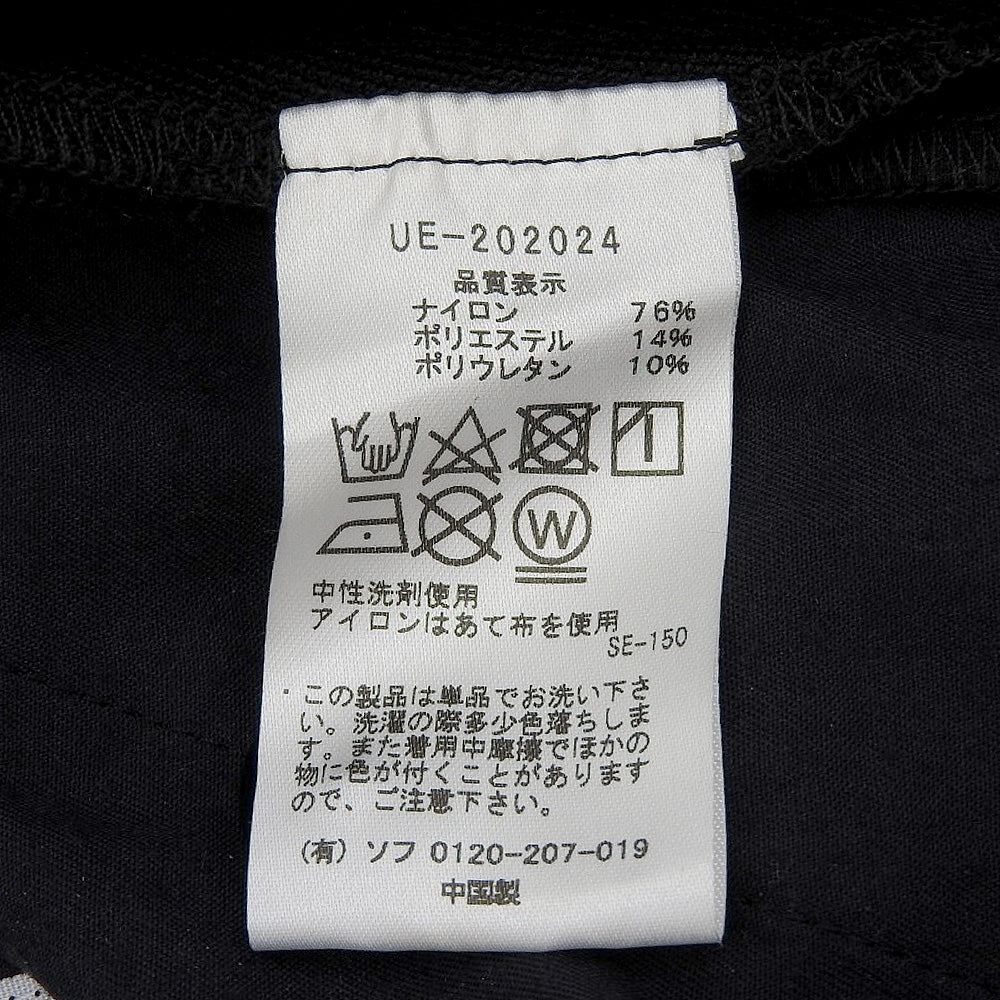 UE-202024
品質表示
ナイロン 76%
ポリエステル 14%
ポリウレタン 10%
W
中性洗剤使用
アイロンはあて布を使用
SE-150
・この製品は単品でお洗い下さ
い。洗濯の際多少色落ちしま
す。また着用中摩擦でほかの
物に色が付くことがあります
ので、ご注意下さい。
(有) ソフ 0120-207-019
中国製